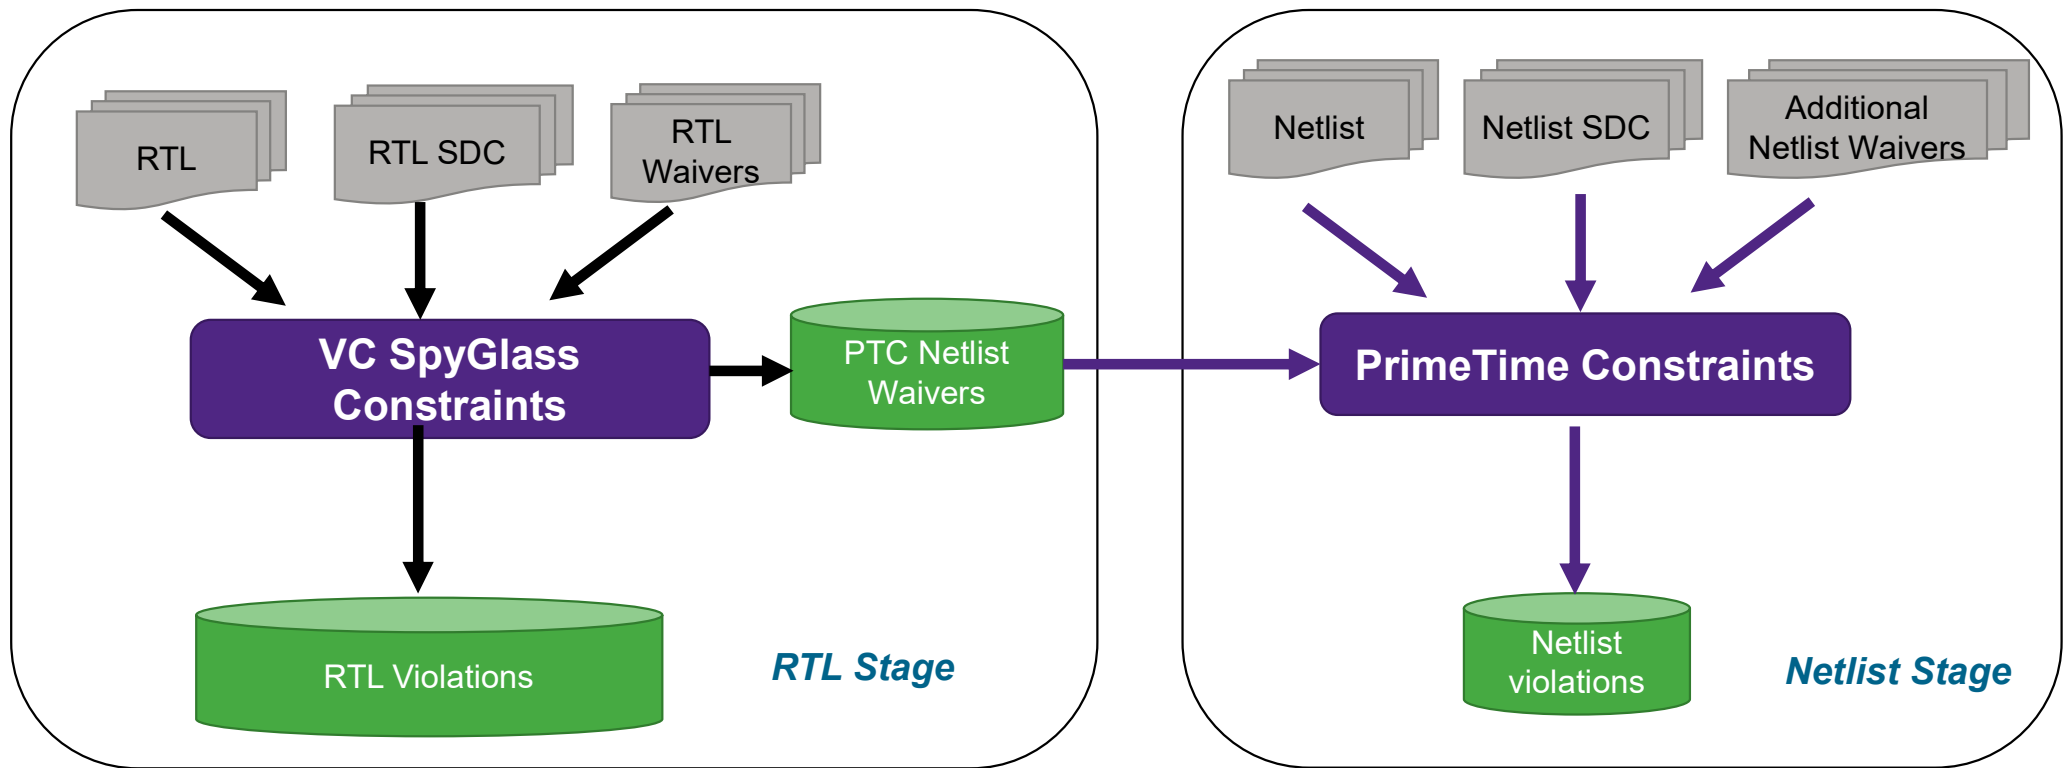 RTL
RTL SDC
RTL
Waivers
VC SpyGlass
Constraints
PTC Netlist
Waivers
RTL Violations
RTL Stage
Netlist
Netlist SDC
Additional
Netlist Waivers
PrimeTime Constraints
Netlist
violations
Netlist Stage